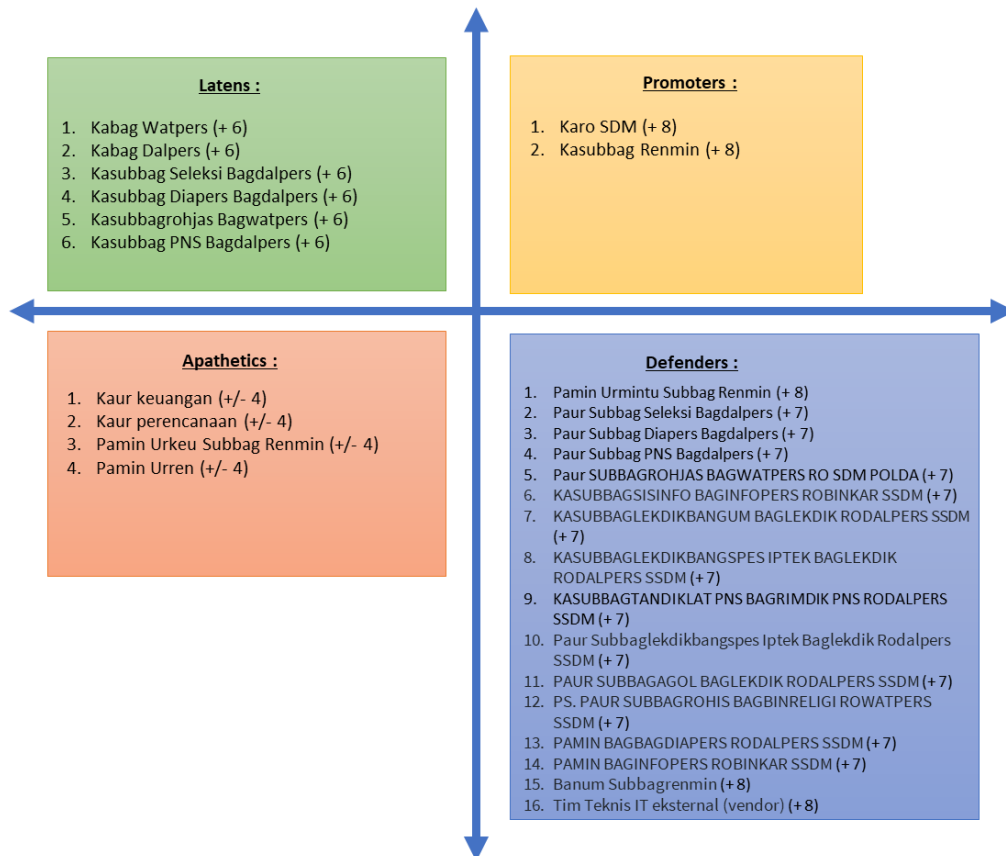 Latens :
1. Kabag Watpers (+ 6)
2. Kabag Dalpers (+ 6)
3. Kasubbag Seleksi Bagdalpers (+ 6)
4. Kasubbag Diapers Bagdalpers (+ 6)
5. Kasubbagrohjas Bagwatpers (+ 6)
6. Kasubbag PNS Bagdalpers (+ 6)
Promoters :
1. Karo SDM (+ 8)
2. Kasubbag Renmin (+ 8)
Apathetics :
1. Kaur keuangan (+/- 4)
2. Kaur perencanaan (+/- 4)
3. Pamin Urkeu Subbag Renmin (+/- 4)
4. Pamin Urren (+/- 4)
Defenders :
1. Pamin Urmintu Subbag Renmin (+ 8)
2. Paur Subbag Seleksi Bagdalpers (+ 7)
3. Paur Subbag Diapers Bagdalpers (+ 7)
4. Paur Subbag PNS Bagdalpers (+ 7)
5. Paur SUBBAGROHJAS BAGWATPERS RO SDM POLDA (+ 7)
6. KASUBBAGSISINFO BAGINFOPERS ROBINKAR SSDM (+ 7)
7. KASUBBAGLEKDIKBANGUM BAGLEKDIK RODALPERS SSDM
(+ 7)
8. KASUBBAGLEKDIKBANGSPES IPTEK BAGLEKDIK
RODALPERS SSDM (+ 7)
9. KASUBBAGTANDIKLAT PNS BAGRIMDIK PNS RODALPERS
SSDM (+ 7)
10. Paur Subbaglekdikbangspes Iptek Baglekdik Rodalpers
SSDM (+ 7)
11. PAUR SUBBAGAGOL BAGLEKDIK RODALPERS SSDM (+ 7)
12. PS. PAUR SUBBAGROHIS BAGBINRELIGI ROWATPERS
SSDM (+ 7)
13. PAMIN BAGBAGDIAPERS RODALPERS SSDM (+ 7)
14. PAMIN BAGINFOPERS ROBINKAR SSDM (+ 7)
15. Banum Subbagrenmin (+ 8)
16. Tim Teknis IT eksternal (vendor) (+ 8)